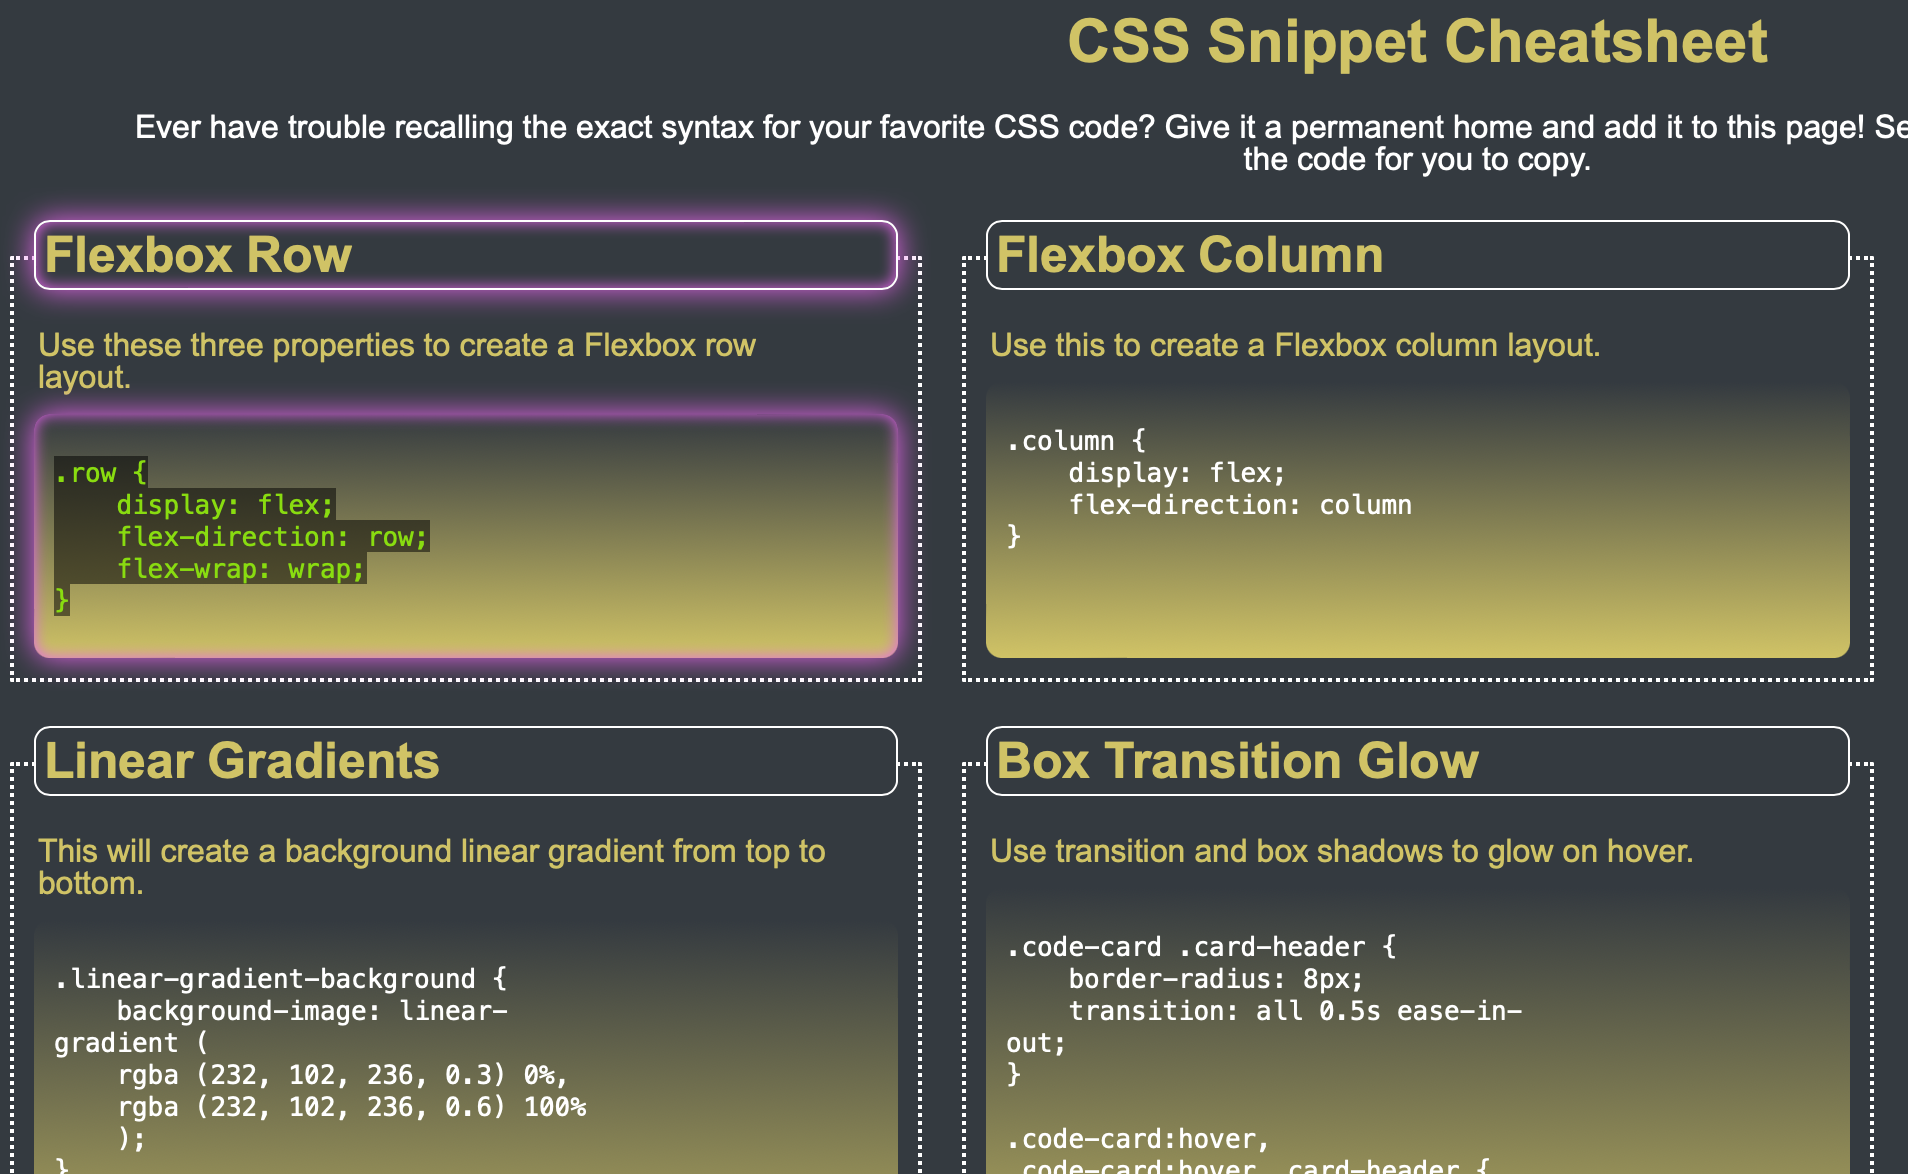 CSS Snippet Cheatsheet
Ever have trouble recalling the exact syntax for your favorite CSS code? Give it a permanent home and add it to this page! Se
the code for you to copy.
Flexbox Row
Use these three properties to create a Flexbox row
layout.
.row {
    display: flex;
    flex-direction: row;
    flex-wrap: wrap;
}
Flexbox Column
Use this to create a Flexbox column layout.
.column {
    display: flex;
    flex-direction: column
}
Linear Gradients
This will create a background linear gradient from top to
bottom.
.linear-gradient-background {
    background-image: linear-
gradient (
    rgba (232, 102, 236, 0.3) 0%,
    rgba (232, 102, 236, 0.6) 100%
    );
}
Box Transition Glow
Use transition and box shadows to glow on hover.
.code-card .card-header {
    border-radius: 8px;
    transition: all 0.5s ease-in-
out;
}
.code-card:hover,
.code-card:hover .card-header {